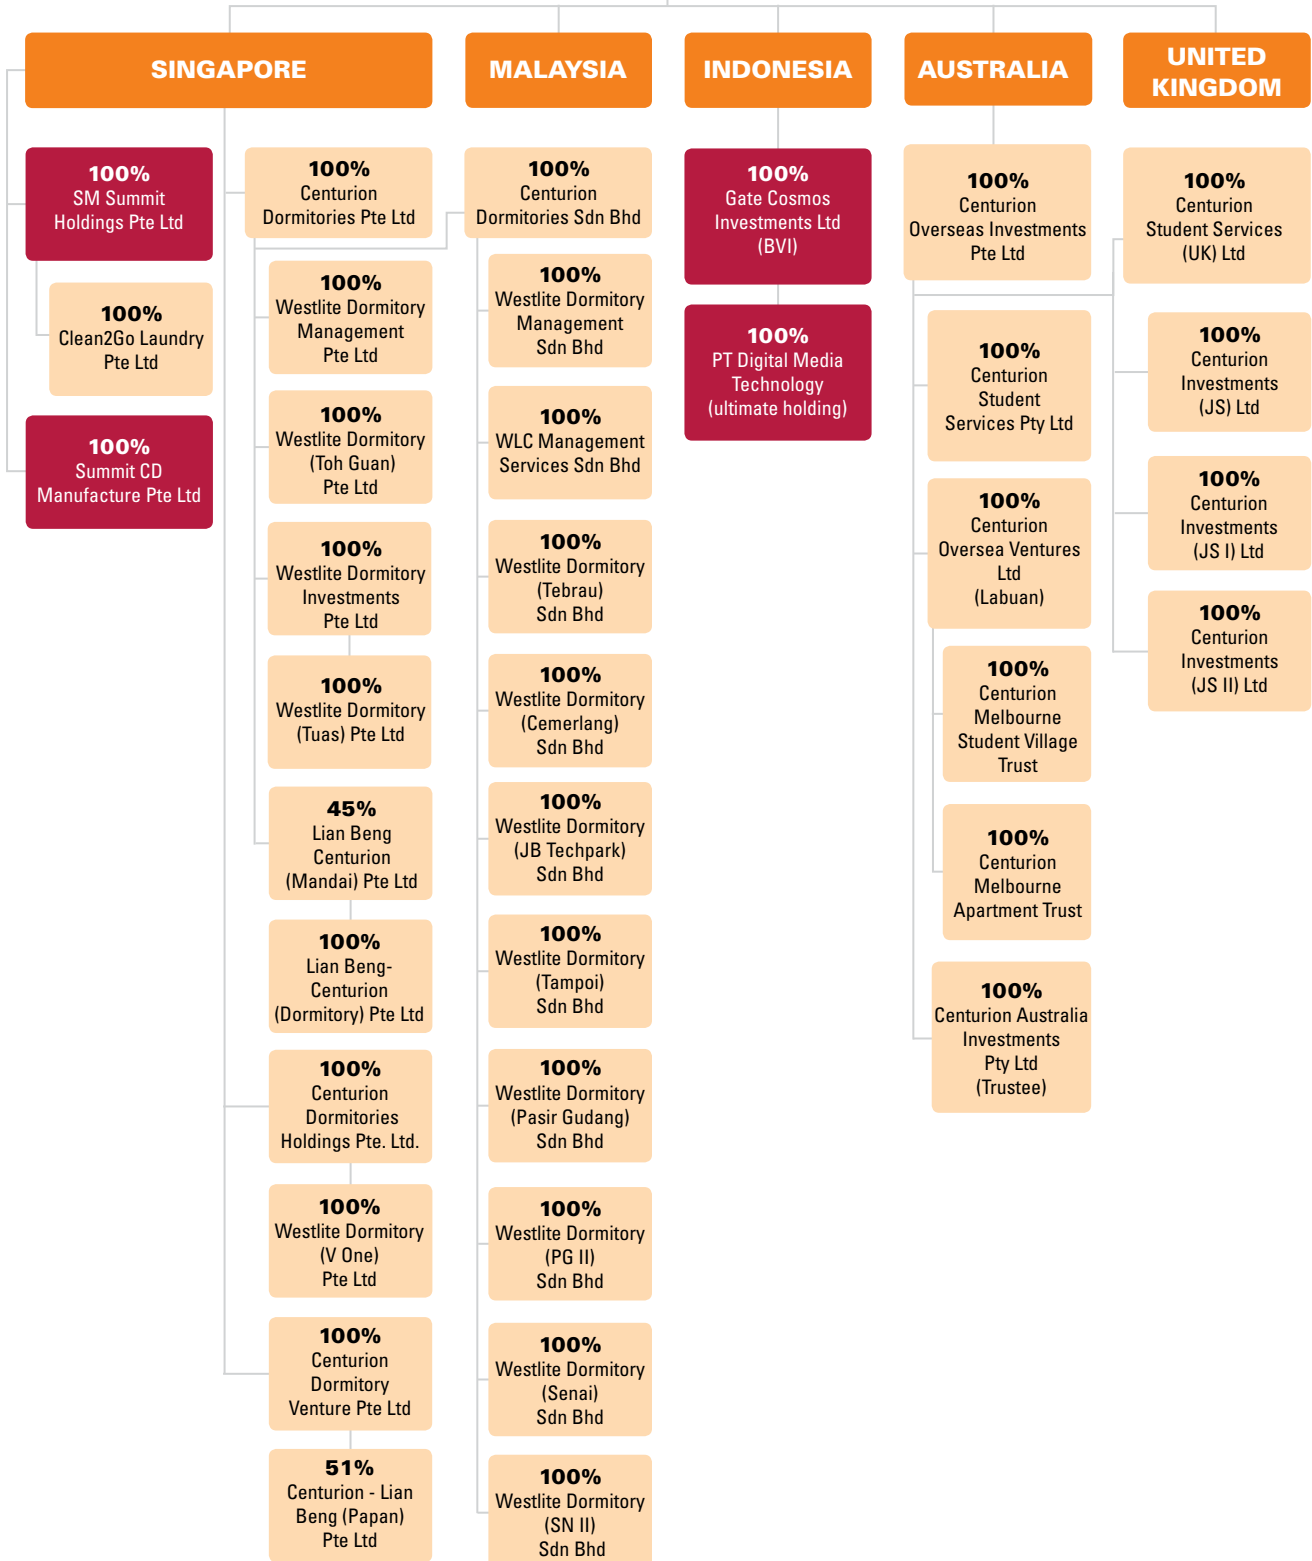 SINGAPORE
100%
SM Summit
Holdings Pte Ltd
100%
Clean2Go Laundry
Pte Ltd
100%
Summit CD
Manufacture Pte Ltd
100%
Centurion
Dormitories Pte Ltd
100%
Westlite Dormitory
Management
Pte Ltd
100%
Westlite Dormitory
(Toh Guan)
Pte Ltd
100%
Westlite Dormitory
Investments
Pte Ltd
100%
Westlite Dormitory
(Tuas) Pte Ltd
45%
Lian Beng
Centurion
(Mandai) Pte Ltd
100%
Lian Beng-
Centurion
(Dormitory) Pte Ltd
100%
Centurion
Dormitories
Holdings Pte. Ltd.
100%
Westlite Dormitory
(V One)
Pte Ltd
100%
Centurion
Dormitory
Venture Pte Ltd
51%
Centurion - Lian
Beng (Papan)
Pte Ltd
MALAYSIA
100%
Centurion
Dormitories Sdn Bhd
100%
Westlite Dormitory
Management
Sdn Bhd
100%
WLC Management
Services Sdn Bhd
100%
Westlite Dormitory
(Tebrau)
Sdn Bhd
100%
Westlite Dormitory
(Cemerlang)
Sdn Bhd
100%
Westlite Dormitory
(JB Techpark)
Sdn Bhd
100%
Westlite Dormitory
(Tampoi)
Sdn Bhd
100%
Westlite Dormitory
(Pasir Gudang)
Sdn Bhd
100%
Westlite Dormitory
(PG II)
Sdn Bhd
100%
Westlite Dormitory
(Senai)
Sdn Bhd
100%
Westlite Dormitory
(SN II)
Sdn Bhd
INDONESIA
100%
Gate Cosmos
Investments Ltd
(BVI)
100%
PT Digital Media
Technology
(ultimate holding)
AUSTRALIA
100%
Centurion
Overseas Investments
Pte Ltd
100%
Centurion
Student
Services Pty Ltd
100%
Centurion
Oversea Ventures
Ltd
(Labuan)
100%
Centurion
Melbourne
Student Village
Trust
100%
Centurion
Melbourne
Apartment Trust
100%
Centurion Australia
Investments
Pty Ltd
(Trustee)
UNITED
KINGDOM
100%
Centurion
Student Services
(UK) Ltd
100%
Centurion
Investments
(JS) Ltd
100%
Centurion
Investments
(JS I) Ltd
100%
Centurion
Investments
(JS II) Ltd